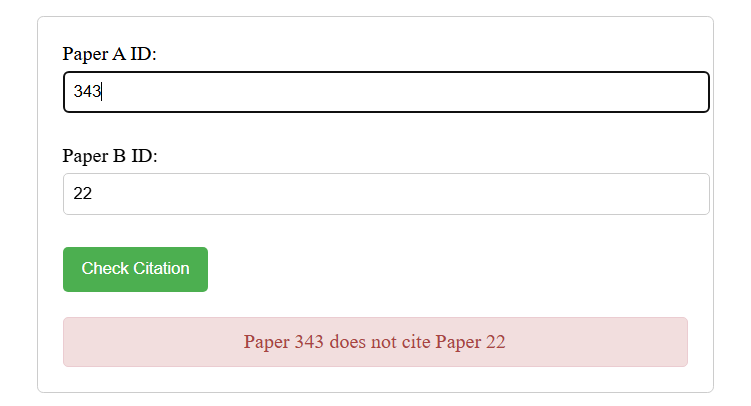 Paper A ID:
343
Paper B ID:
22
Check Citation
Paper 343 does not cite Paper 22